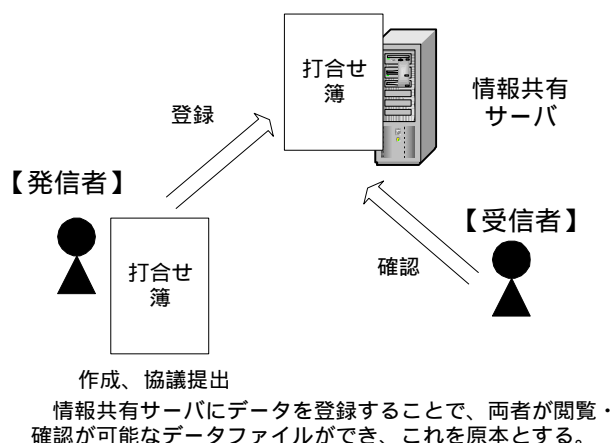 打合せ
簿
情報共有
サーバ
登録
【発信者】
【受信者】
打合せ
簿
確認
作成、協議提出
情報共有サーバにデータを登録することで、両者が閲覧・
確認が可能なデータファイルができ、これを原本とする。